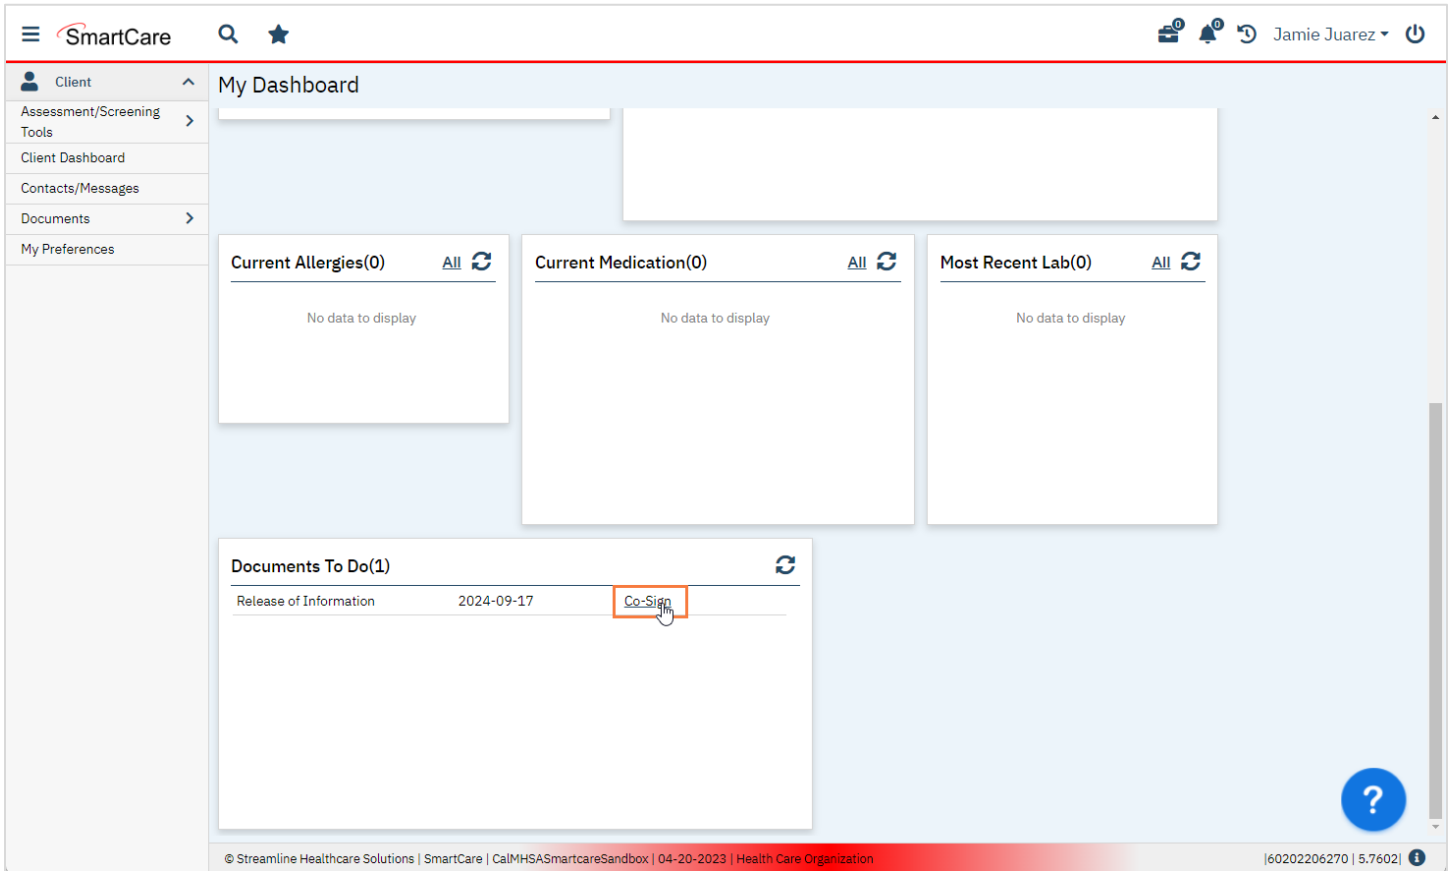 SmartCare
0
0
Jamie Juarez
Client
My Dashboard
Assessment/Screening
Tools
Client Dashboard
Contacts/Messages
Documents
My Preferences
Current Allergies(0) All
No data to display
Current Medication(0) All
No data to display
Most Recent Lab(0) All
No data to display
Documents To Do(1)
Release of Information 2024-09-17 Co-Sign
?
© Streamline Healthcare Solutions | SmartCare | CalMHSASmartcareSandbox | 04-20-2023 | Health Care Organization
|60202206270 | 5.7602|